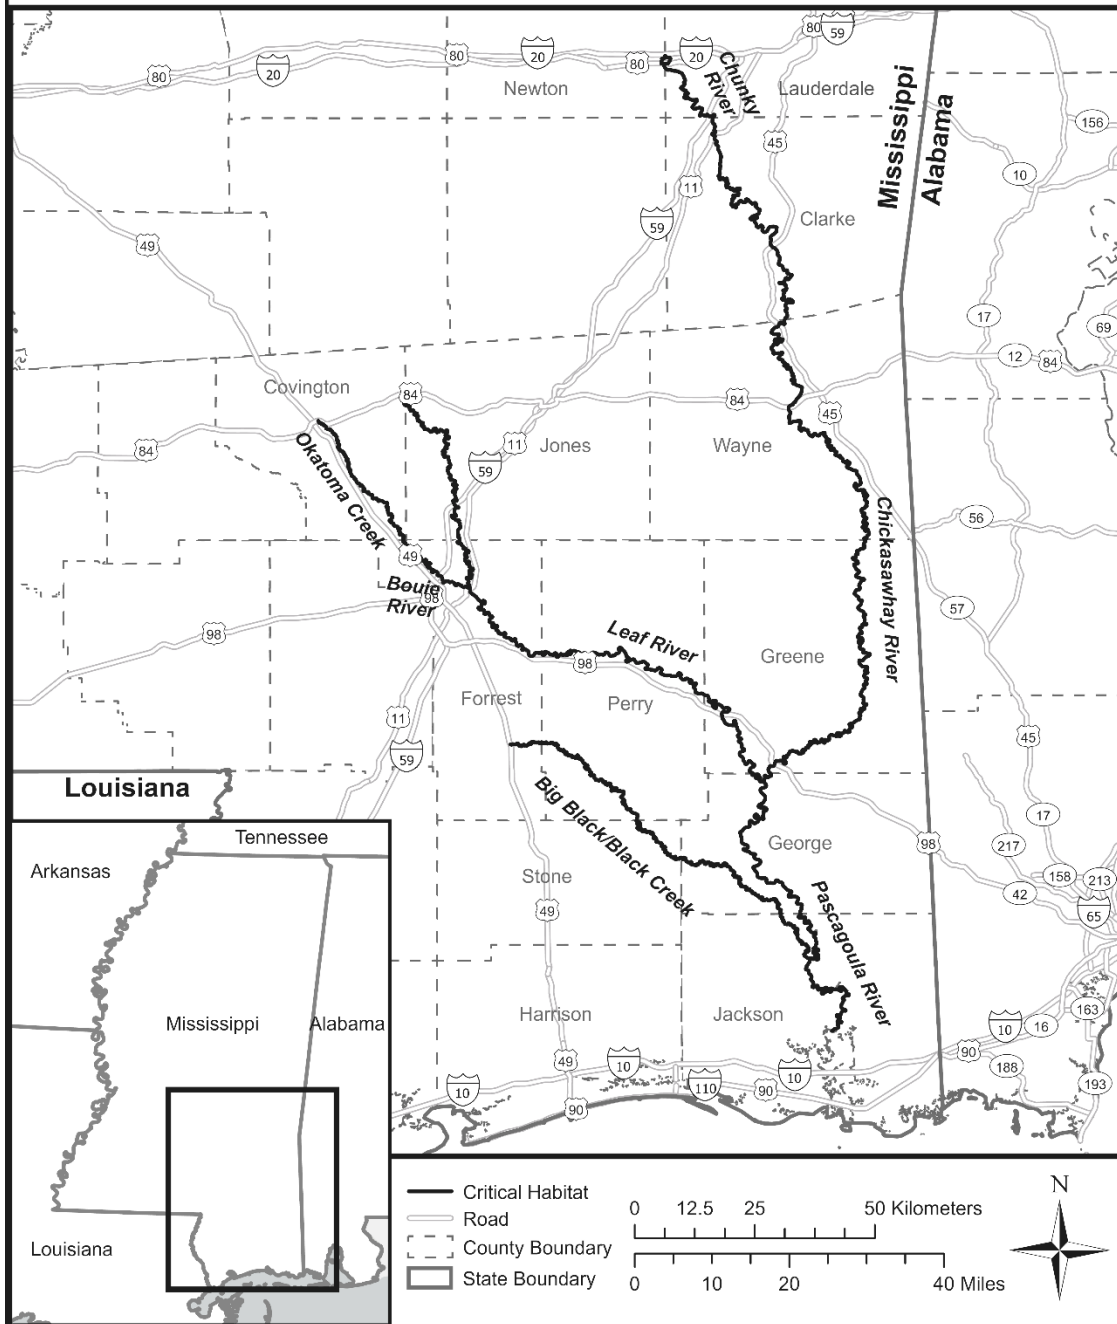 80
59
80
20
80
20
80
20
Newton
Chunky
River
Lauderdale
Mississippi
Alabama
156
45
10
11
59
Clarke
49
17
69
12
84
Covington
84
84
45
84
11
Jones
Wayne
59
Okatoma Creek
56
Chickasawhay River
49
Bouie
River
98
57
98
Leaf River
98
Greene
Forrest
Perry
11
59
45
Louisiana
Big Black/Black Creek
17
George
98
217
158
213
42
65
Stone
49
Pascagoula River
Harrison
Jackson
163
10
16
49
10
10
90
188
10
110
90
90
193
Tennessee
Arkansas
Mississippi
Alabama
Louisiana
Critical Habitat
Road
County Boundary
State Boundary
0 12.5 25 50 Kilometers
0 10 20 40 Miles
N